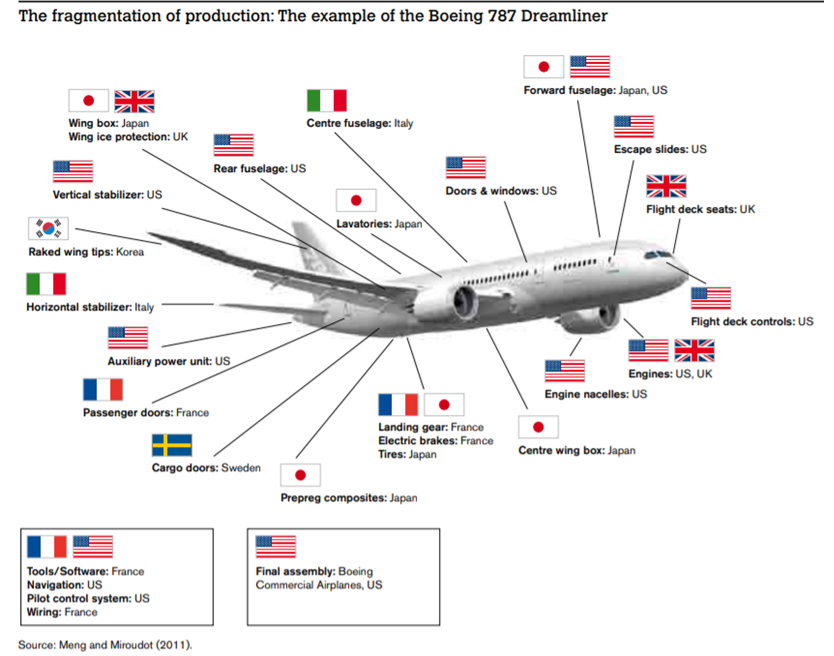 The fragmentation of production: The example of the Boeing 787 Dreamliner
Forward fuselage: Japan, US
Wing box: Japan
Wing ice protection: UK
Centre fuselage: Italy
Escape slides: US
Rear fuselage: US
Doors & windows: US
Vertical stabilizer: US
Flight deck seats: UK
Lavatories: Japan
Raked wing tips: Korea
Horizontal stabilizer: Italy
Flight deck controls: US
Auxiliary power unit: US
Engines: US, UK
Engine nacelles: US
Passenger doors: France
Landing gear: France
Electric brakes: France
Tires: Japan
Centre wing box: Japan
Cargo doors: Sweden
Prepreg composites: Japan
Tools/Software: France
Navigation: US
Pilot control system: US
Wiring: France
Final assembly: Boeing
Commercial Airplanes, US
Source: Meng and Miroudot (2011).